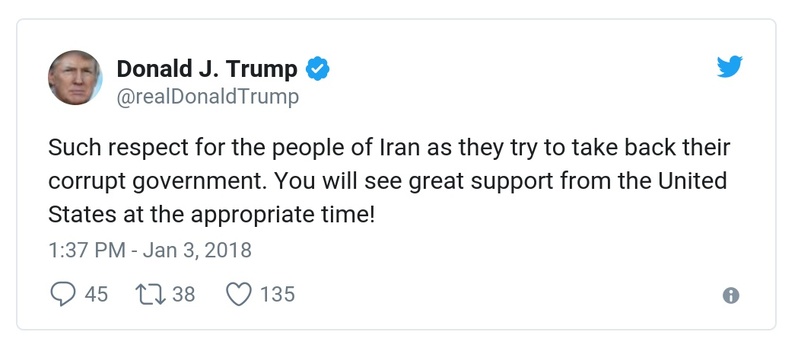 Donald J. Trump
@realDonaldTrump
Such respect for the people of Iran as they try to take back their
corrupt government. You will see great support from the United
States at the appropriate time!
1:37 PM - Jan 3, 2018
45 38 135